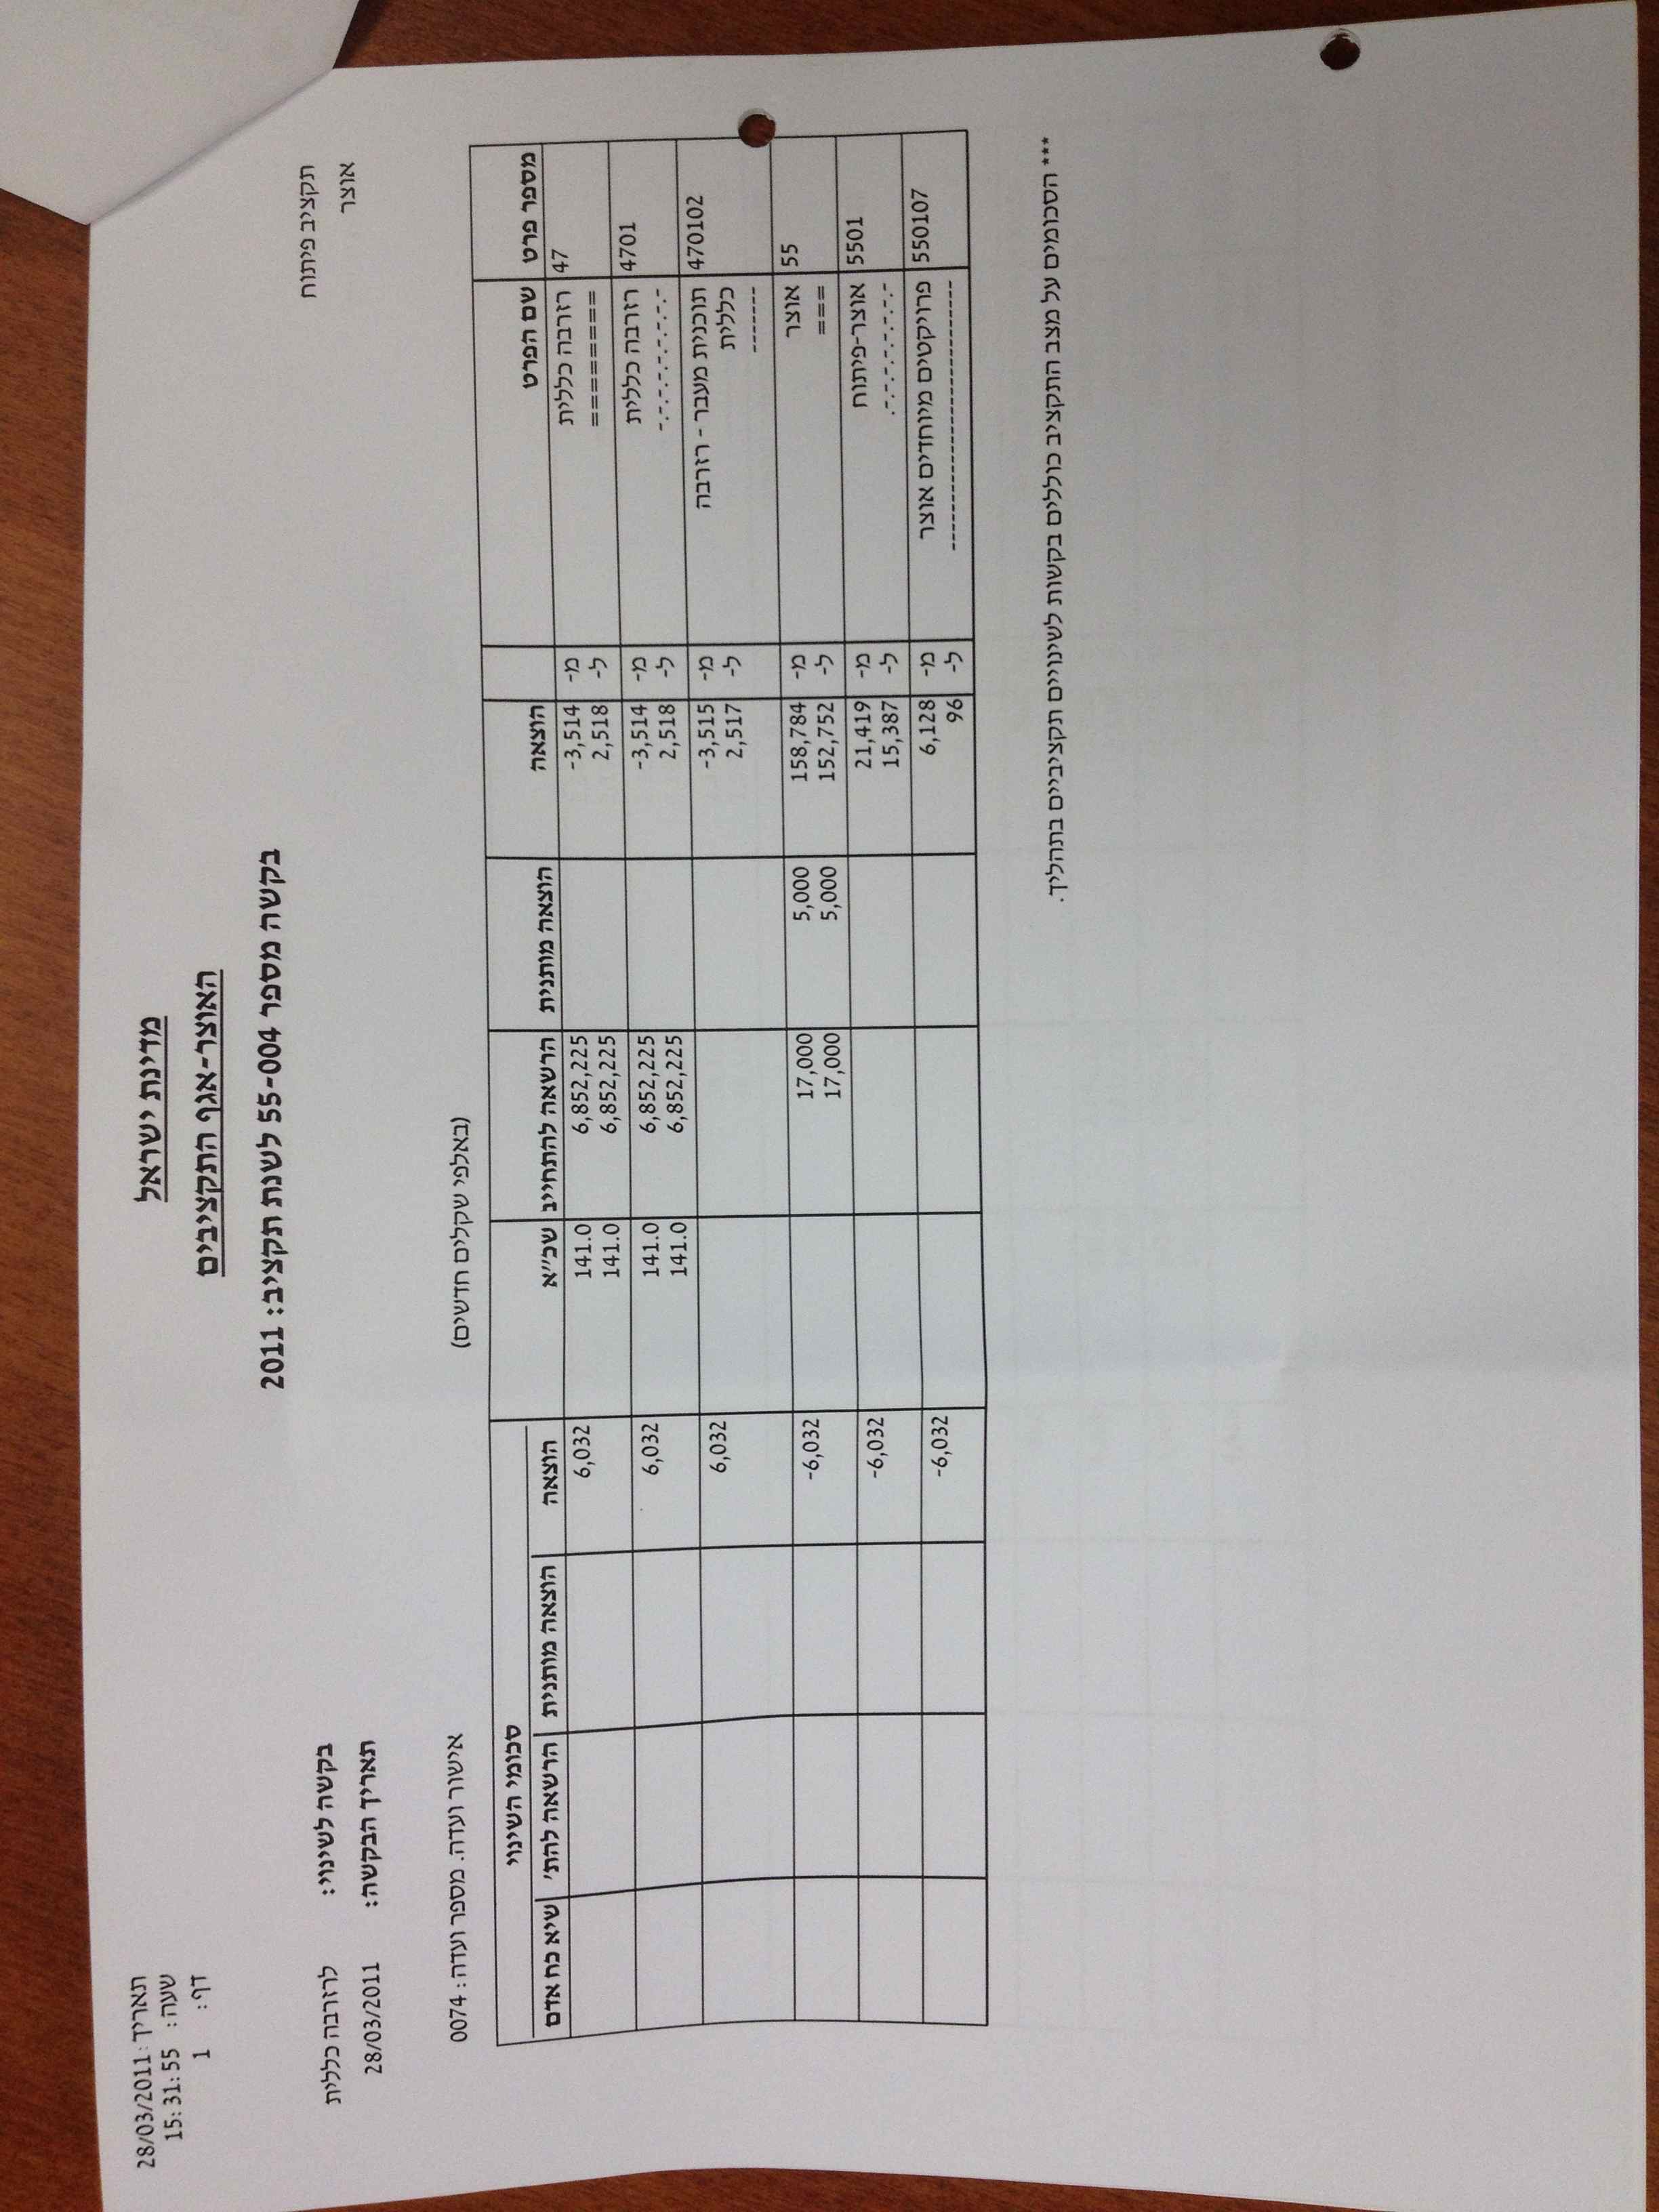 תאריך: 28/03/2011
שעה: 15:31:55
דף: 1
מדינת ישראל
האוצר-אגף התקציבים
בקשה מספר 55-004 לשנת תקציב: 2011
תקציב פיתוח
אוצר
בקשה לשינוי: לרזרבה כללית
תאריך הבקשה: 28/03/2011
(באלפי שקלים חדשים)
אישור ועדה. מספר ועדה: 0074
סכומי השינוי
מספר פרט שם הפרט הוצאה הוצאה מותנית הרשאה להתחייב שכ"א הוצאה הוצאה מותנית הרשאה להת' שיא כח אדם
47 רזרבה כללית מ- -3,514 6,852,225 141.0 6,032
======== ל- 2,518 6,852,225 141.0
4701 רזרבה כללית מ- -3,514 6,852,225 141.0 6,032
-.-.-.-.-.-.-.- ל- 2,518 6,852,225 141.0
470102 תוכנית מעבר - רזרבה מ- -3,515 6,032
כללית ל- 2,517
-------
55 אוצר מ- 158,784 5,000 17,000 -6,032
=== ל- 152,752 5,000 17,000
5501 אוצר-פיתוח מ- 21,419 -6,032
-.-.-.-.-.-.-. ל- 15,387
550107 פרויקטים מיוחדים אוצר מ- 6,128 -6,032
------------------------- ל- 96
*** הסכומים על מצב התקציב כוללים בקשות לשינויים תקציביים בתהליך.